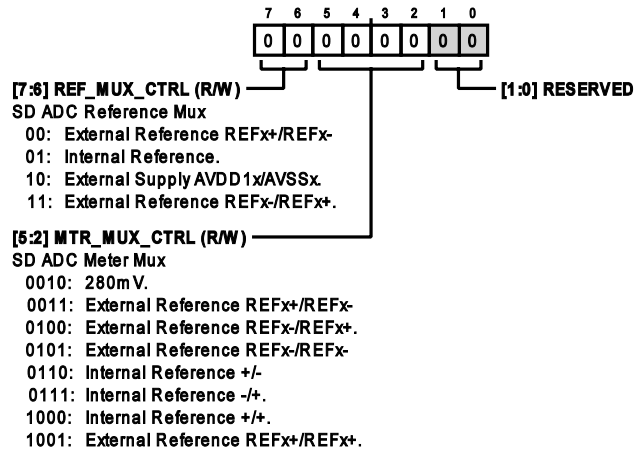 7 6 5 4 3 2 1 0
0 0 0 0 0 0 0 0
[7:6] REF_MUX_CTRL (R/W)
[1:0] RESERVED
SD ADC Reference Mux
00: External Reference REFx+/REFx-
01: Internal Reference.
10: External Supply AVDD1x/AVSSx.
11: External Reference REFx-/REFx+.
[5:2] MTR_MUX_CTRL (R/W)
SD ADC Meter Mux
0010: 280mV.
0011: External Reference REFx+/REFx-
0100: External Reference REFx-/REFx+.
0101: External Reference REFx-/REFx-
0110: Internal Reference +/-
0111: Internal Reference -/+.
1000: Internal Reference +/+.
1001: External Reference REFx+/REFx+.